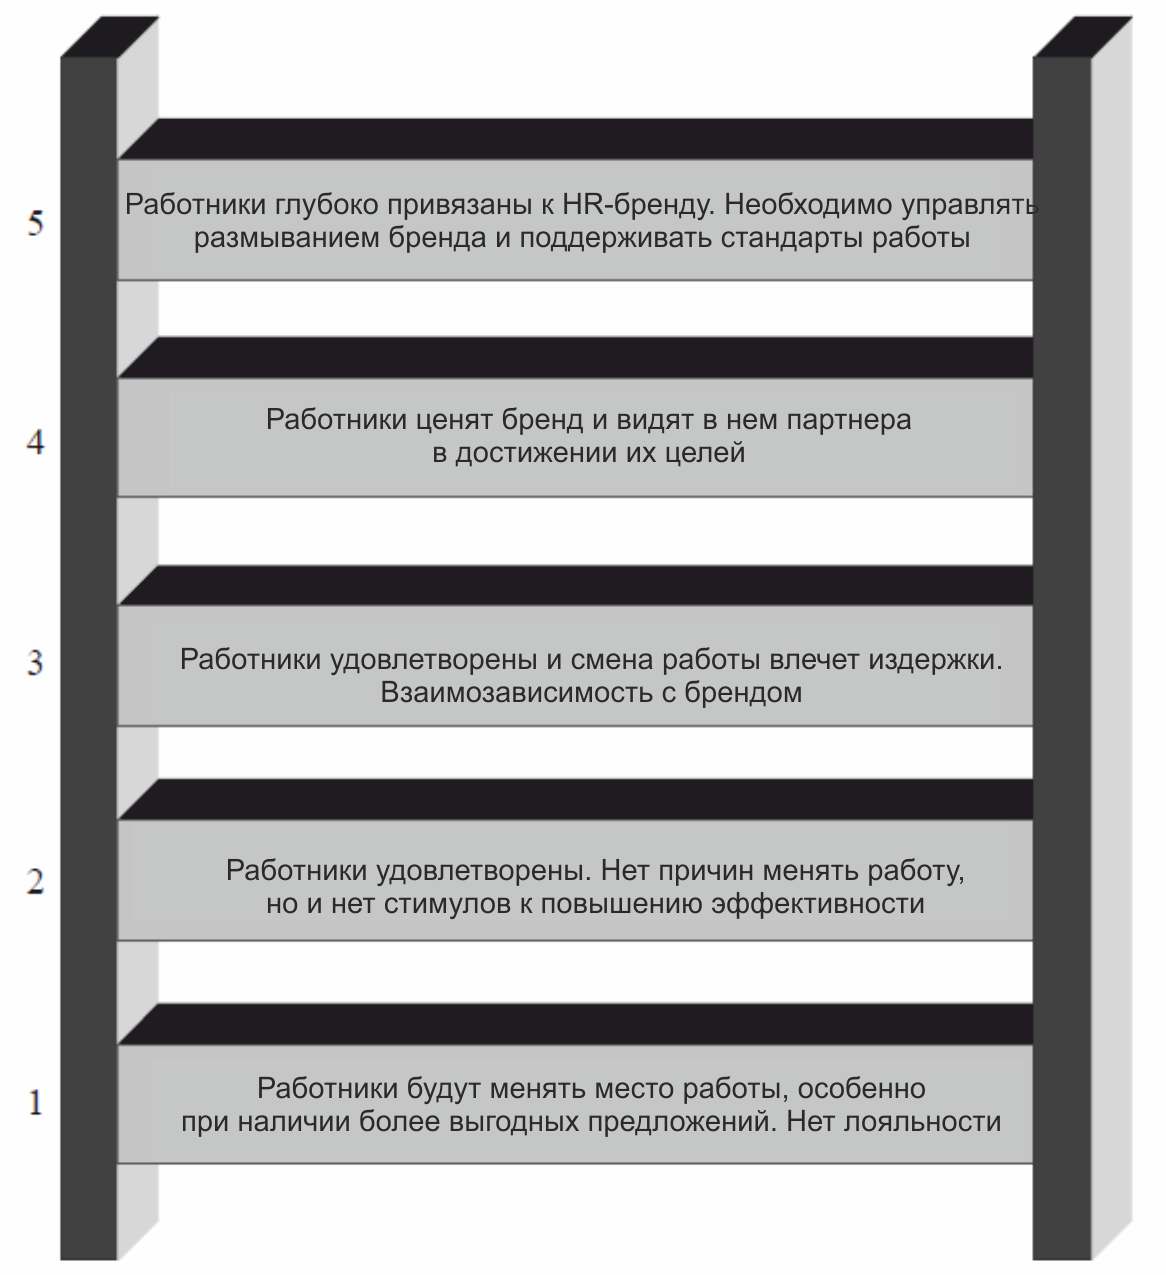 5
Работники глубоко привязаны к HR-бренду. Необходимо управлять
размыванием бренда и поддерживать стандарты работы
4
Работники ценят бренд и видят в нем партнера
в достижении их целей
3
Работники удовлетворены и смена работы влечет издержки.
Взаимозависимость с брендом
2
Работники удовлетворены. Нет причин менять работу,
но и нет стимулов к повышению эффективности
1
Работники будут менять место работы, особенно
при наличии более выгодных предложений. Нет лояльности